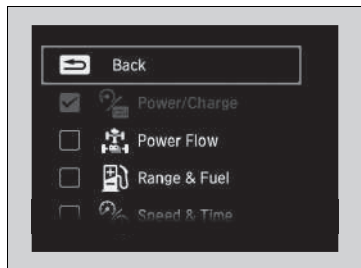 Back
Power/Charge
Power Flow
Range & Fuel
Speed & Time